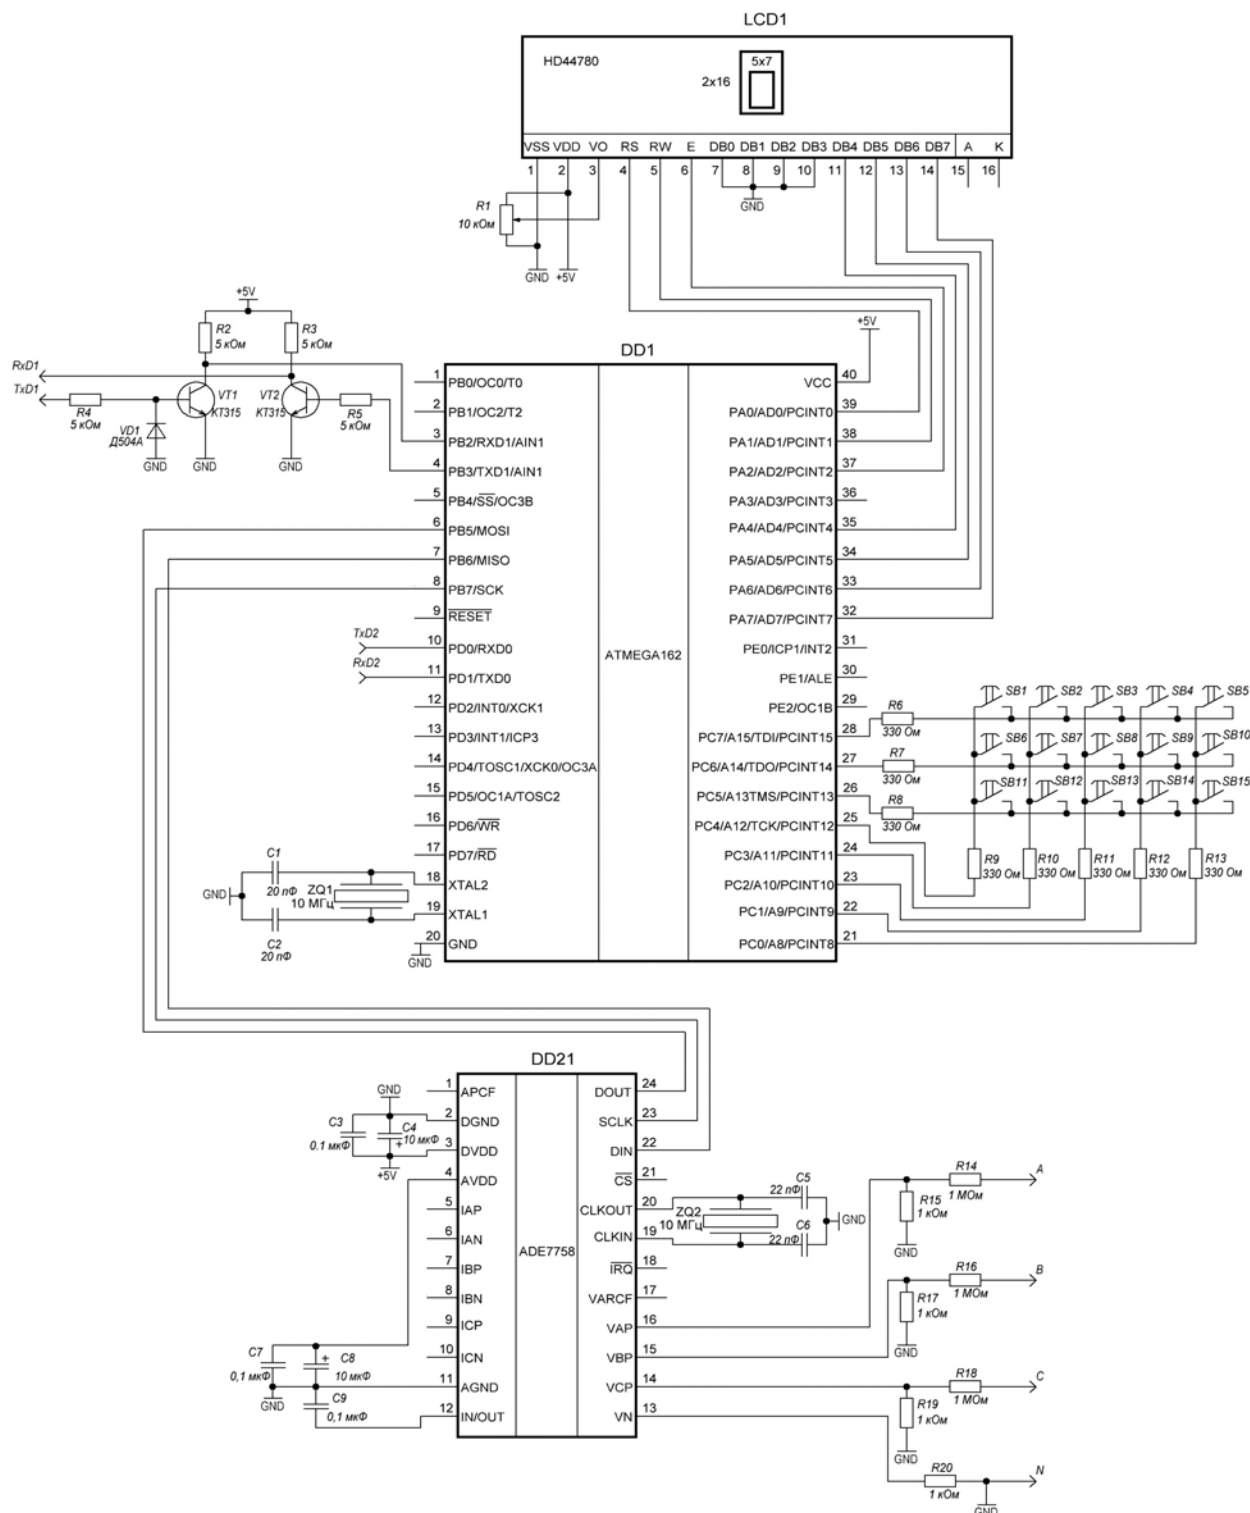 LCD1
HD44780
5x7
2x16
VSS VDD VO RS RW E DB0 DB1 DB2 DB3 DB4 DB5 DB6 DB7 A K
1 2 3 4 5 6 7 8 9 10 11 12 13 14 15 16
R1
10 кОм
GND
GND
+5V
+5V
R2
5 кОм
R3
5 кОм
RxD1
TxD1
R4
5 кОм
VT1
КТ315
VT2
КТ315
R5
5 кОм
VD1
Д504А
GND
GND
GND
+5V
DD1
ATMEGA162
1 PB0/OC0/T0
2 PB1/OC2/T2
3 PB2/RXD1/AIN1
4 PB3/TXD1/AIN1
5 PB4/SS/OC3B
6 PB5/MOSI
7 PB6/MISO
8 PB7/SCK
9 RESET
TxD2
10 PD0/RXD0
RxD2
11 PD1/TXD0
12 PD2/INT0/XCK1
13 PD3/INT1/ICP3
14 PD4/TOSC1/XCK0/OC3A
15 PD5/OC1A/TOSC2
16 PD6/WR
17 PD7/RD
18 XTAL2
19 XTAL1
20 GND
VCC 40
PA0/AD0/PCINT0 39
PA1/AD1/PCINT1 38
PA2/AD2/PCINT2 37
PA3/AD3/PCINT3 36
PA4/AD4/PCINT4 35
PA5/AD5/PCINT5 34
PA6/AD6/PCINT6 33
PA7/AD7/PCINT7 32
PE0/ICP1/INT2 31
PE1/ALE 30
PE2/OC1B 29
PC7/A15/TDI/PCINT15 28
PC6/A14/TDO/PCINT14 27
PC5/A13TMS/PCINT13 26
PC4/A12/TCK/PCINT12 25
PC3/A11/PCINT11 24
PC2/A10/PCINT10 23
PC1/A9/PCINT9 22
PC0/A8/PCINT8 21
C1
20 пФ
ZQ1
10 МГц
GND
C2
20 пФ
GND
SB1 SB2 SB3 SB4 SB5
R6
330 Ом
SB6 SB7 SB8 SB9 SB10
R7
330 Ом
SB11 SB12 SB13 SB14 SB15
R8
330 Ом
R9 R10 R11 R12 R13
330 Ом 330 Ом 330 Ом 330 Ом 330 Ом
DD21
ADE7758
1 APCF
2 DGND
3 DVDD
4 AVDD
5 IAP
6 IAN
7 IBP
8 IBN
9 ICP
10 ICN
11 AGND
12 IN/OUT
DOUT 24
SCLK 23
DIN 22
CS 21
CLKOUT 20
CLKIN 19
IRQ 18
VARCF 17
VAP 16
VBP 15
VCP 14
VN 13
GND
C3
0.1 мкФ
C4
+ 10 мкФ
+5V
C7
0,1 мкФ
+ C8
10 мкФ
GND
C9
0,1 мкФ
C5
22 пФ
ZQ2
10 МГц
C6
22 пФ
GND
R14
1 МОм
A
R15
1 кОм
GND
R16
1 МОм
B
R17
1 кОм
GND
R18
1 МОм
C
R19
1 кОм
GND
R20
1 кОм
N
GND